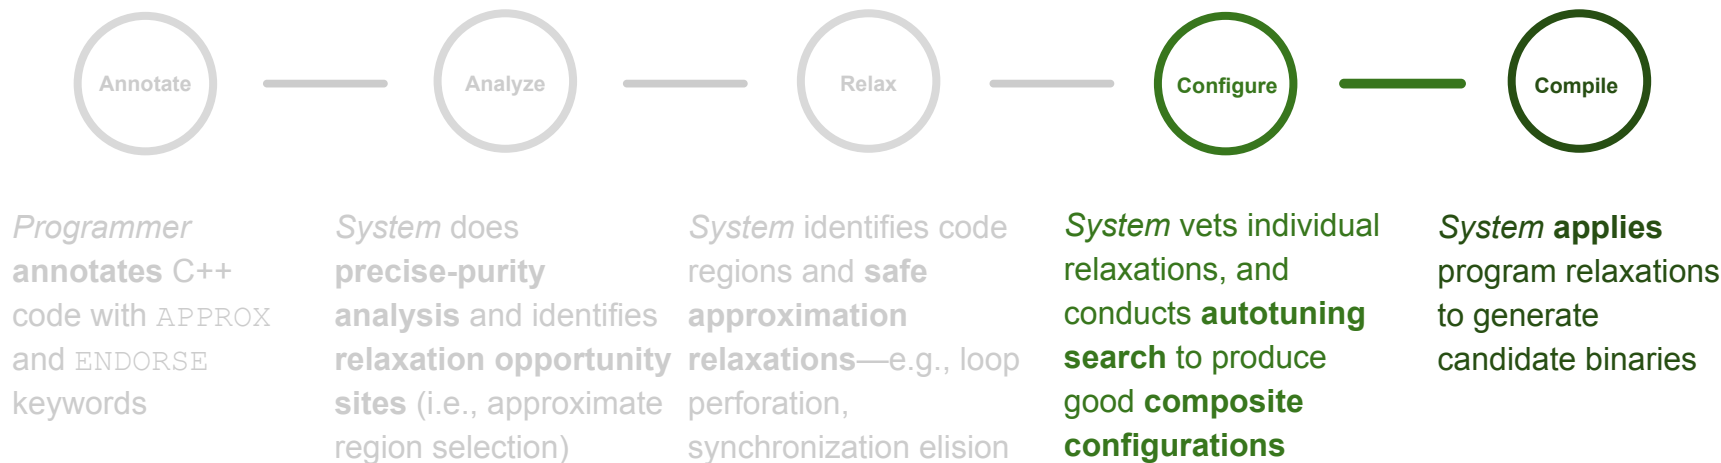 Annotate
Analyze
Relax
Configure
Compile
Programmer
annotates C++
code with APPROX
and ENDORSE
keywords
System does
precise-purity
analysis and identifies
relaxation opportunity
sites (i.e., approximate
region selection)
System identifies code
regions and safe
approximation
relaxations—e.g., loop
perforation,
synchronization elision
System vets individual
relaxations, and
conducts autotuning
search to produce
good composite
configurations
System applies
program relaxations
to generate
candidate binaries